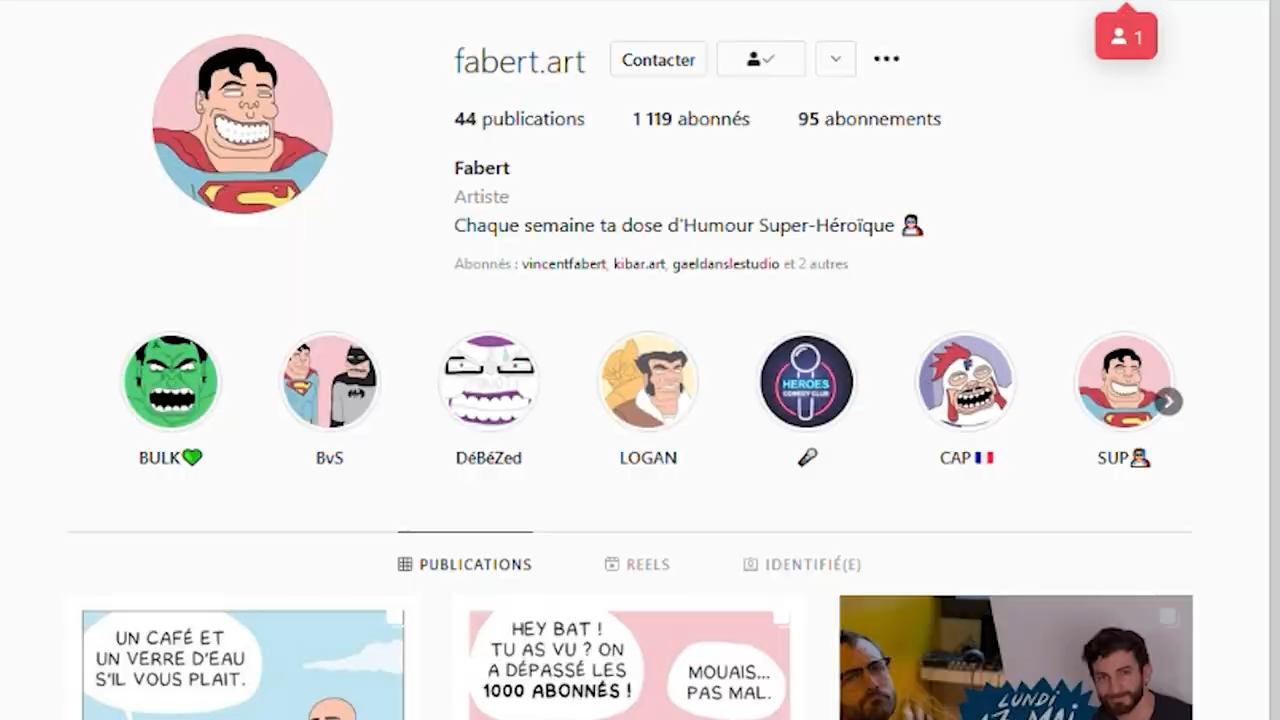 1
fabert.art
Contacter
44 publications
1 119 abonnés
95 abonnements
Fabert
Artiste
Chaque semaine ta dose d'Humour Super-Héroïque
Abonnés : vincentfabert, kibar.art, gaeldanslestudio et 2 autres
HEROES
COMEDY CLUB
BULK
BvS
DéBéZed
LOGAN
CAP
SUP
PUBLICATIONS
REELS
IDENTIFIÉ(E)
UN CAFÉ ET
UN VERRE D'EAU
S'IL VOUS PLAIT.
HEY BAT !
TU AS VU ? ON
A DÉPASSÉ LES
1000 ABONNÉS !
MOUAIS...
PAS MAL.
LUNDI
17 MAI